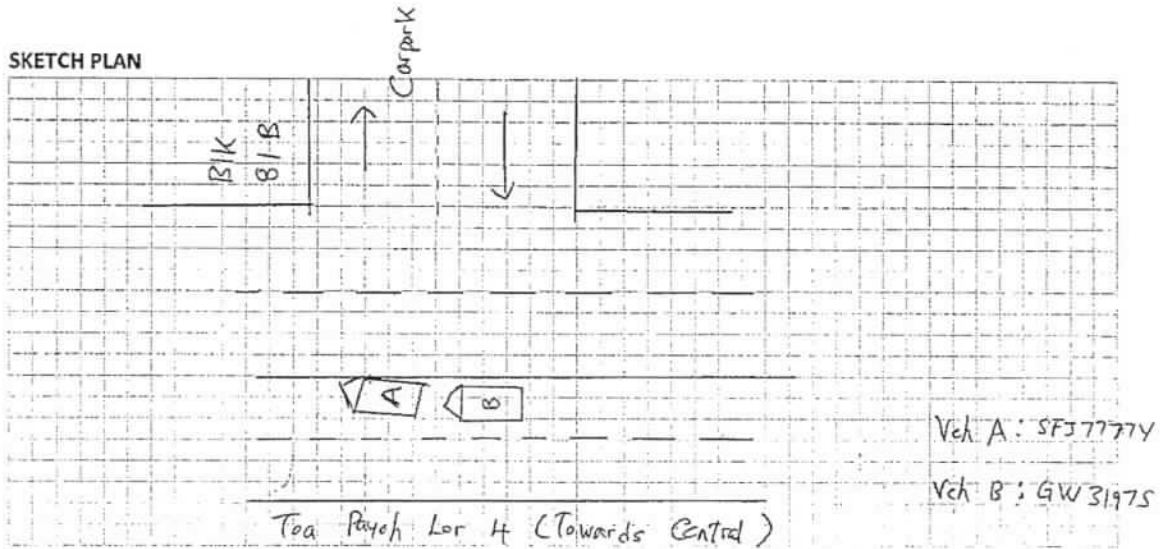 SKETCH PLAN
Carpark
Blk
81B
A
B
Veh A : SFJ7777Y
Veh B : GW3197S
Toa Payoh Lor 4 (Towards Central)